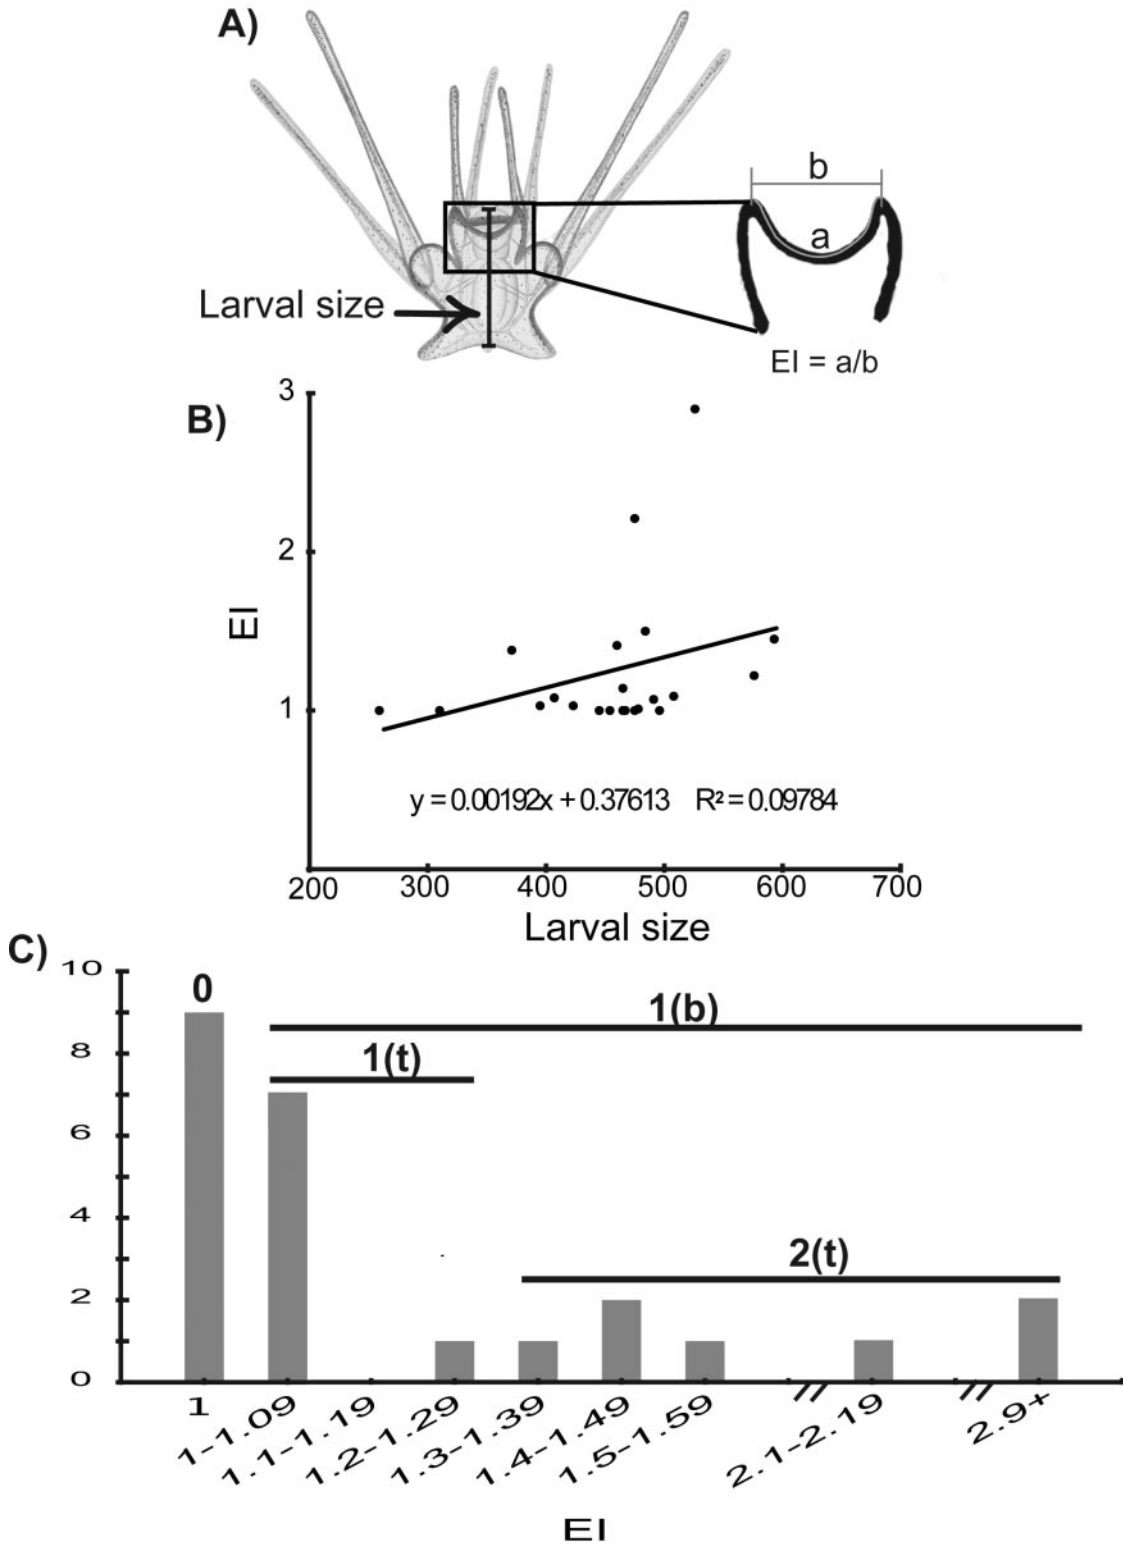 A)
b
a
Larval size
EI = a/b
B)
3
2
1
EI
y = 0.00192x + 0.37613 R² = 0.09784
200 300 400 500 600 700
Larval size
C)
10
8
6
4
2
0
0
1(b)
1(t)
2(t)
1 1-1.09 1.1-1.19 1.2-1.29 1.3-1.39 1.4-1.49 1.5-1.59 2.1-2.19 2.9+
EI